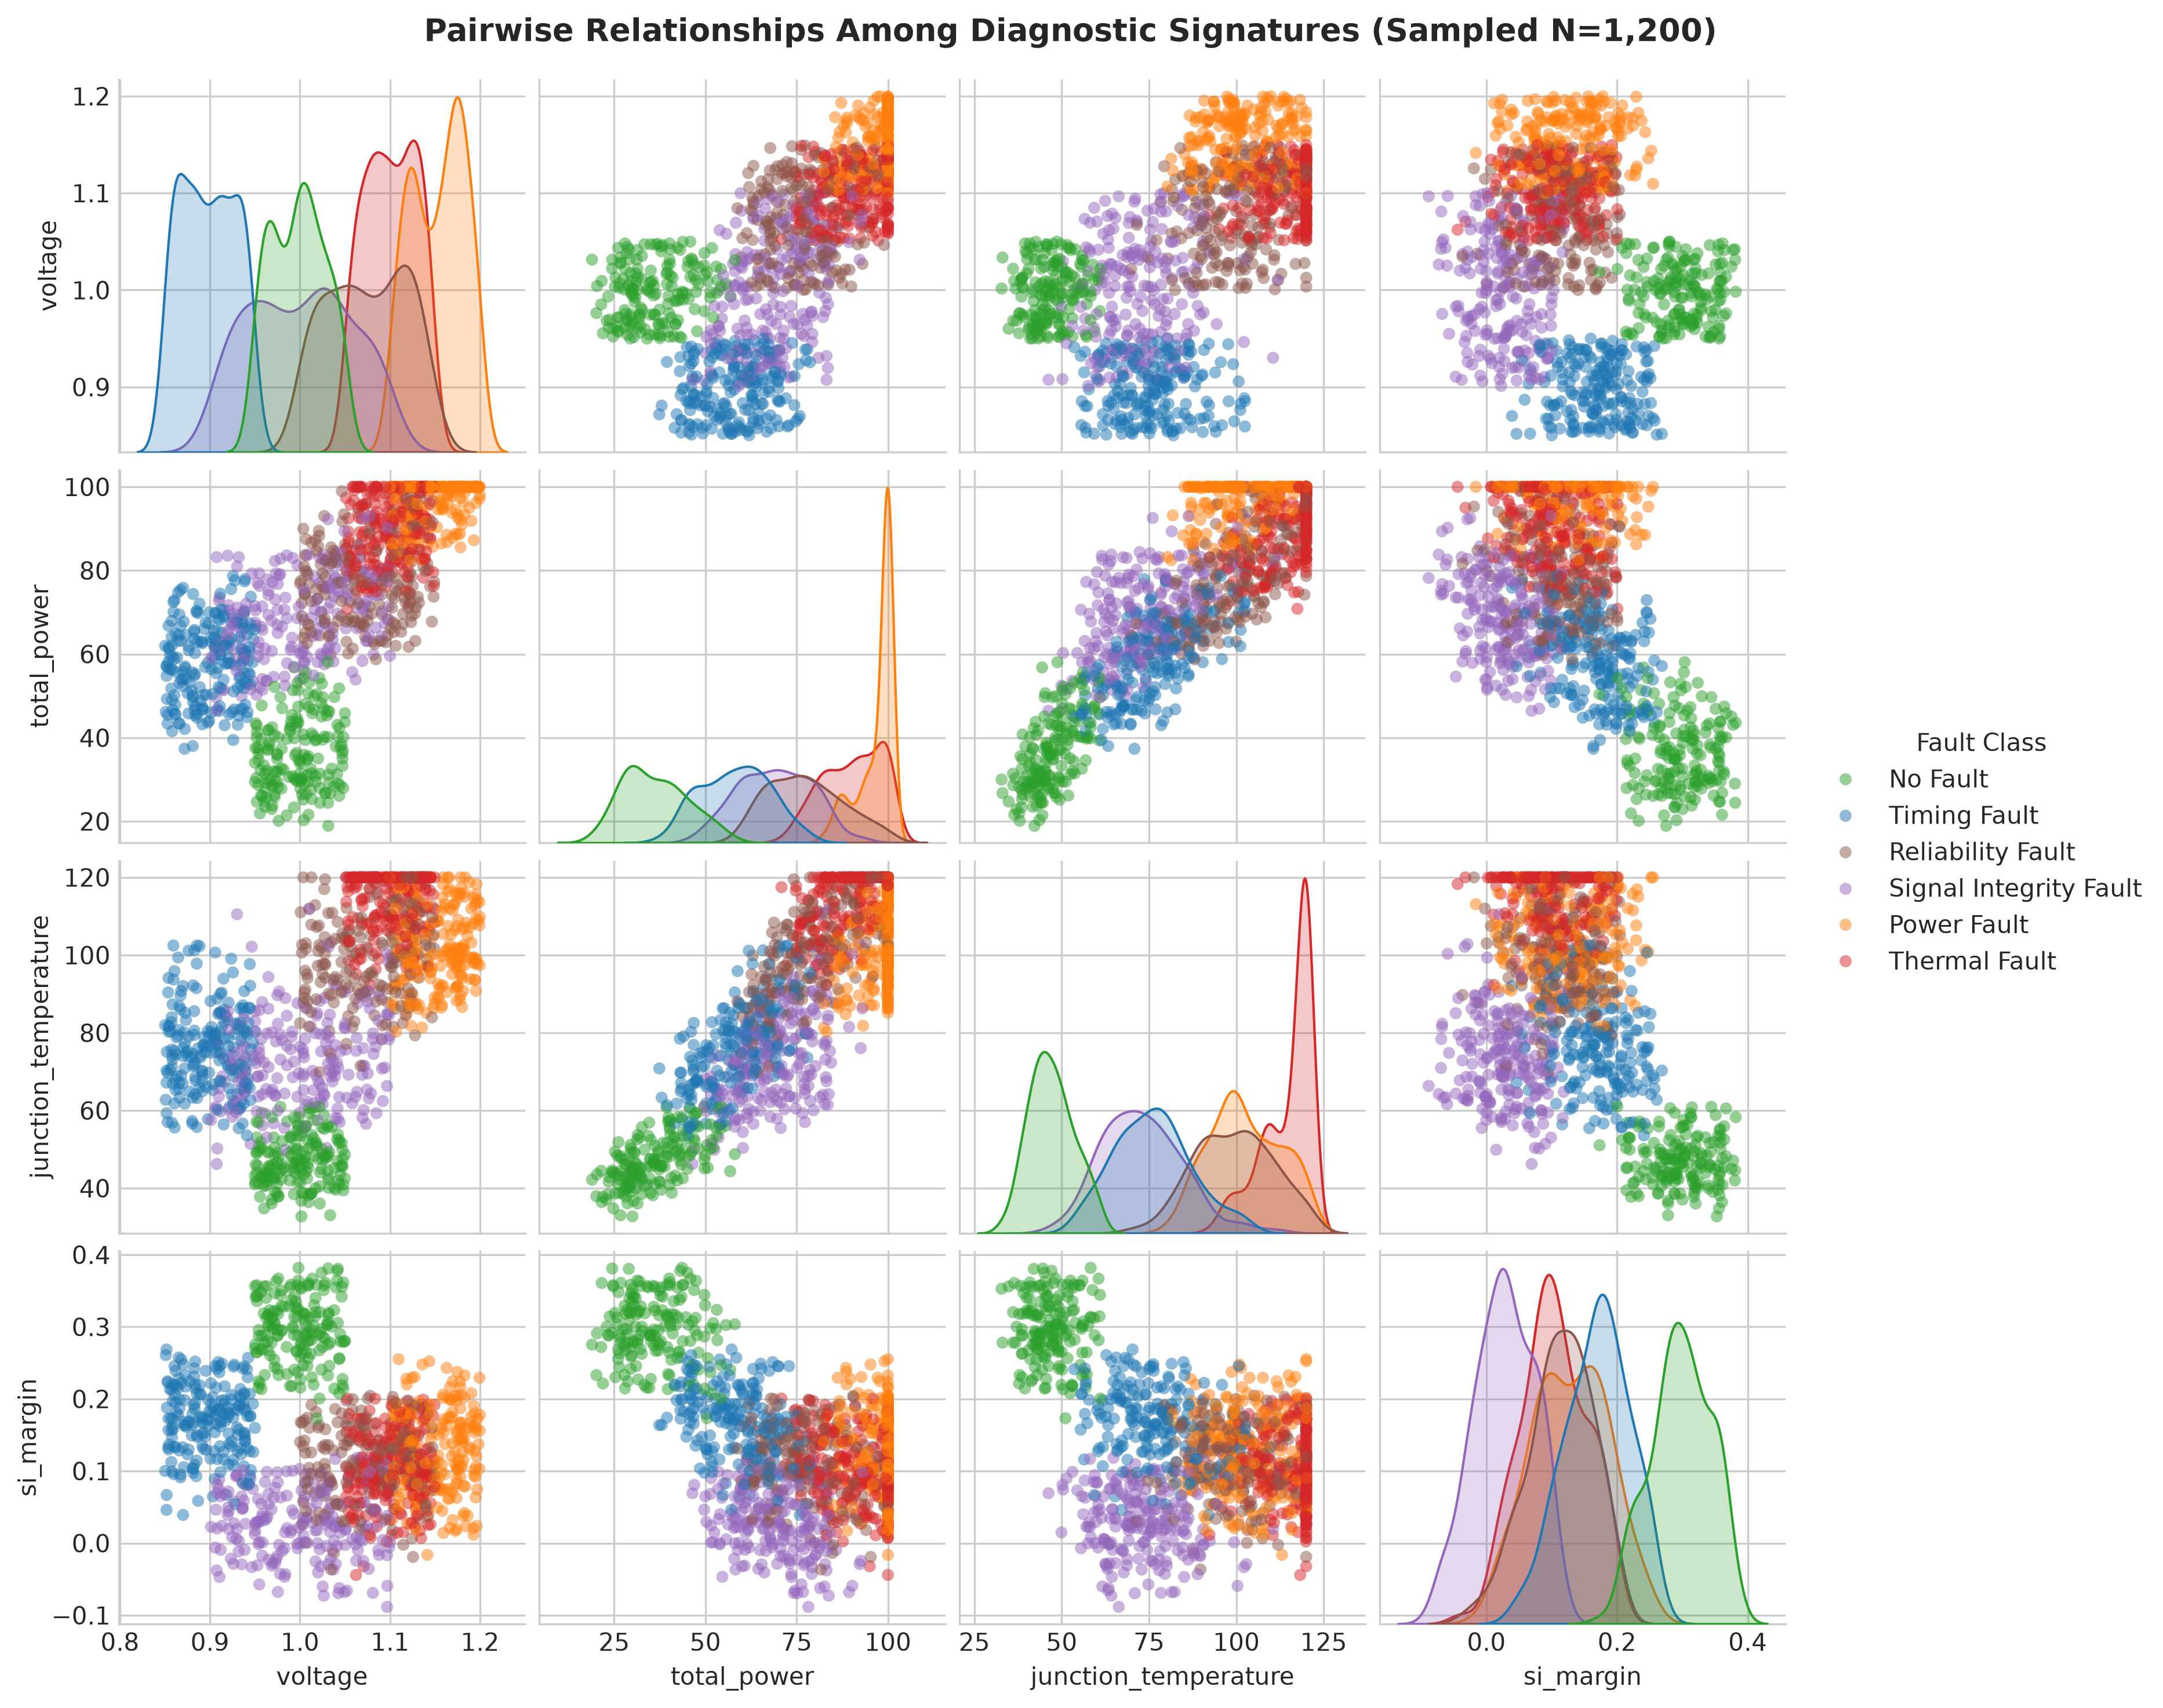 Pairwise Relationships Among Diagnostic Signatures (Sampled N=1,200)
voltage
1.2
1.1
1.0
0.9
total_power
100
80
60
40
20
junction_temperature
120
100
80
60
40
si_margin
0.4
0.3
0.2
0.1
0.0
−0.1
0.8 0.9 1.0 1.1 1.2
25 50 75 100
25 50 75 100 125
0.0 0.2 0.4
voltage
total_power
junction_temperature
si_margin
Fault Class
No Fault
Timing Fault
Reliability Fault
Signal Integrity Fault
Power Fault
Thermal Fault